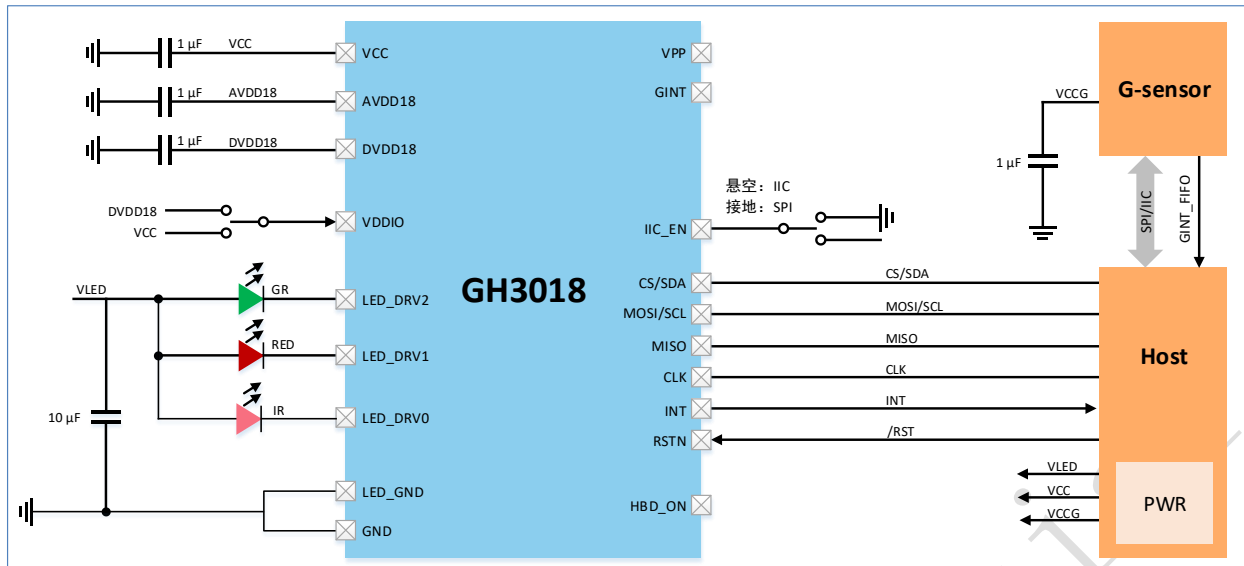 1 µF
VCC
VCC
1 µF
AVDD18
AVDD18
1 µF
DVDD18
DVDD18
DVDD18
VCC
VDDIO
VLED
GR
LED_DRV2
RED
LED_DRV1
IR
LED_DRV0
10 µF
LED_GND
GND
GH3018
VPP
GINT
IIC_EN
悬空：IIC
接地：SPI
CS/SDA
CS/SDA
MOSI/SCL
MOSI/SCL
MISO
MISO
CLK
CLK
INT
INT
RSTN
/RST
HBD_ON
G-sensor
VCCG
1 µF
SPI/IIC
GINT_FIFO
Host
VLED
VCC
VCCG
PWR